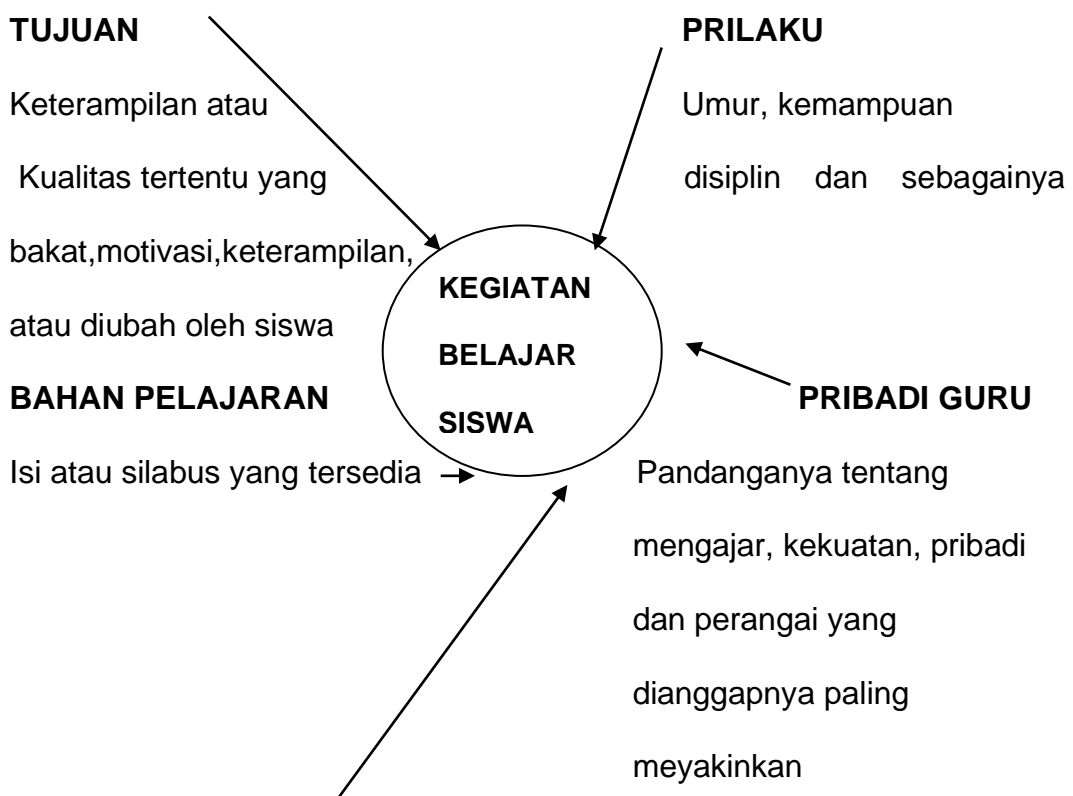 TUJUAN
Keterampilan atau
Kualitas tertentu yang
bakat,motivasi,keterampilan,
atau diubah oleh siswa
BAHAN PELAJARAN
Isi atau silabus yang tersedia
KEGIATAN
BELAJAR
SISWA
PRILAKU
Umur, kemampuan
disiplin dan sebagainya
PRIBADI GURU
Pandanganya tentang
mengajar, kekuatan, pribadi
dan perangai yang
dianggapnya paling
meyakinkan